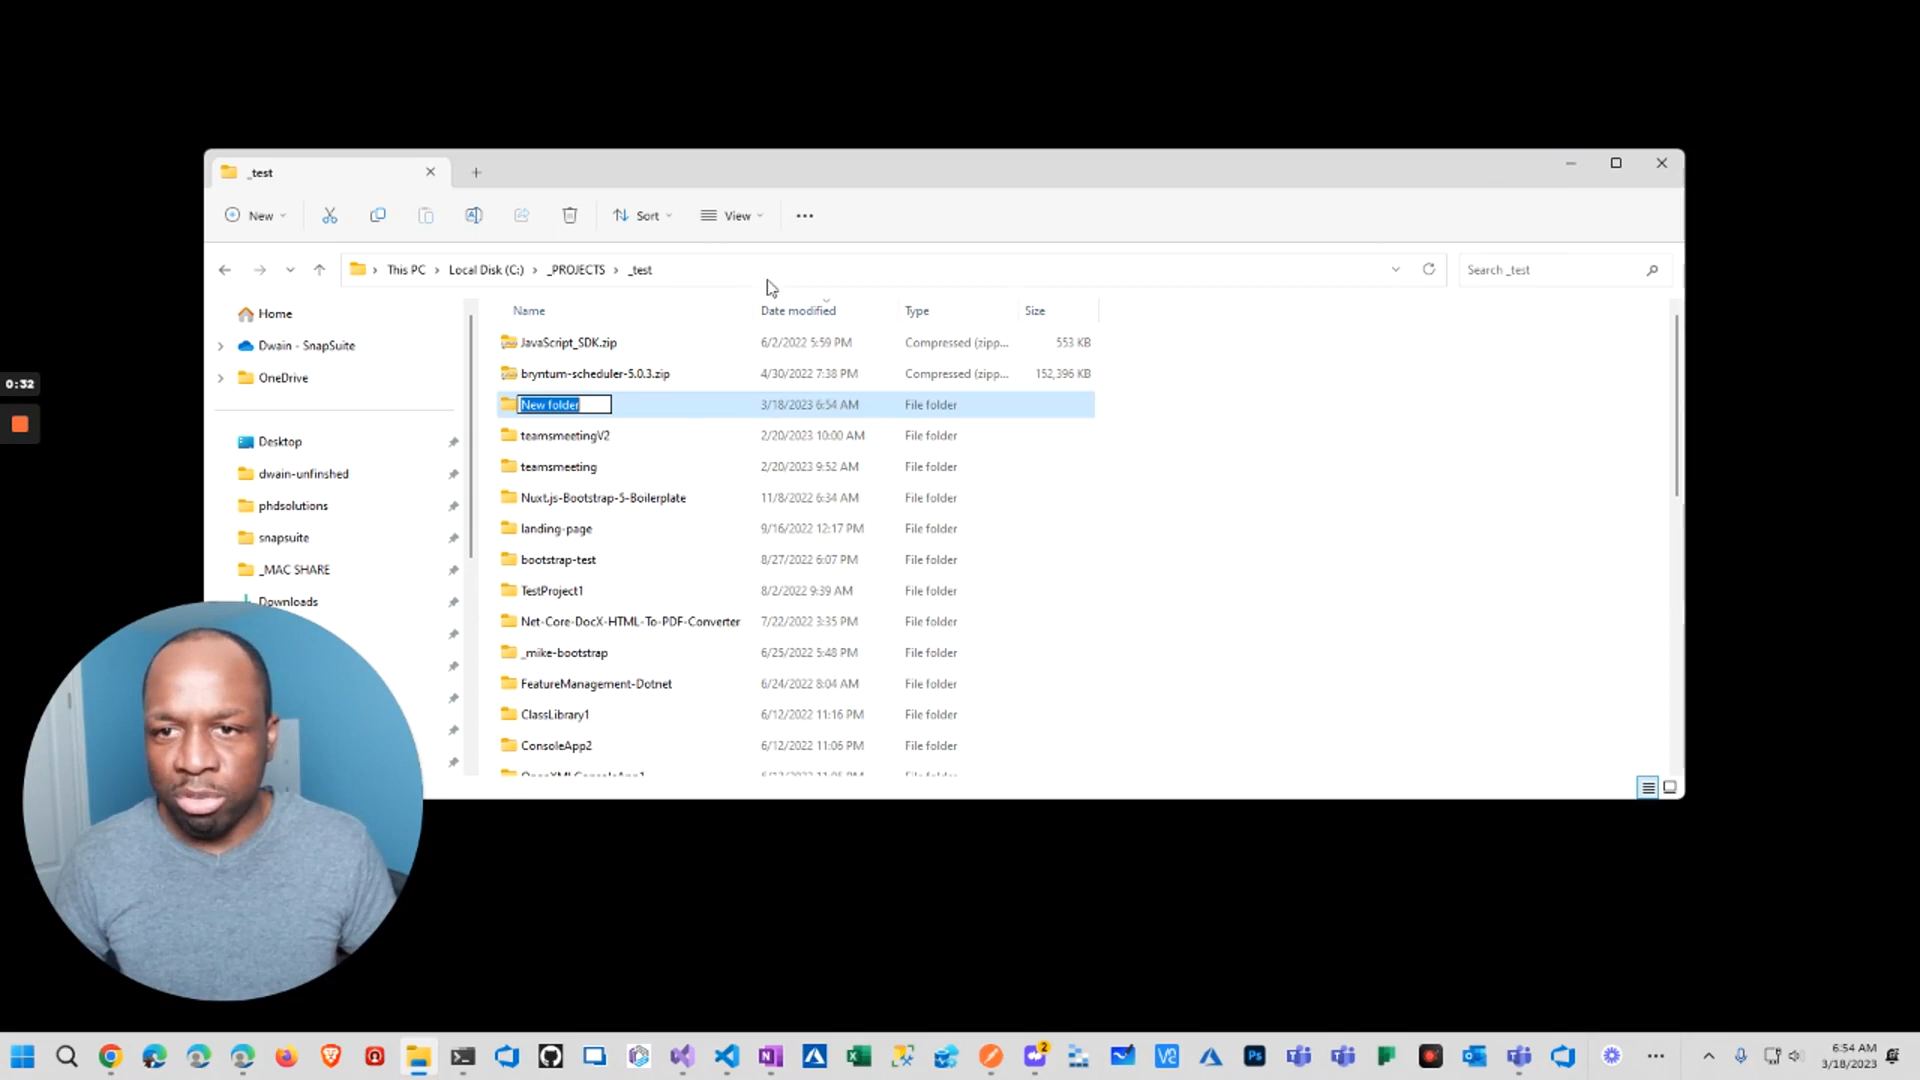 _test
New
Sort
View
This PC
Local Disk (C:)
_PROJECTS
_test
Search _test
Home
Dwain - SnapSuite
OneDrive
Desktop
dwain-unfinshed
phdsolutions
snapsuite
_MAC SHARE
Downloads
Name Date modified Type Size
JavaScript_SDK.zip 6/2/2022 5:59 PM Compressed (zipp... 553 KB
bryntum-scheduler-5.0.3.zip 4/30/2022 7:38 PM Compressed (zipp... 152,396 KB
New folder 3/18/2023 6:54 AM File folder
teamsmeetingV2 2/20/2023 10:00 AM File folder
teamsmeeting 2/20/2023 9:52 AM File folder
Nuxt.js-Bootstrap-5-Boilerplate 11/8/2022 6:34 AM File folder
landing-page 9/16/2022 12:17 PM File folder
bootstrap-test 8/27/2022 6:07 PM File folder
TestProject1 8/2/2022 9:39 AM File folder
Net-Core-DocX-HTML-To-PDF-Converter 7/22/2022 3:35 PM File folder
_mike-bootstrap 6/25/2022 5:48 PM File folder
FeatureManagement-Dotnet 6/24/2022 8:04 AM File folder
ClassLibrary1 6/12/2022 11:16 PM File folder
ConsoleApp2 6/12/2022 11:06 PM File folder
0:32
2
V2
Ps
6:54 AM
3/18/2023